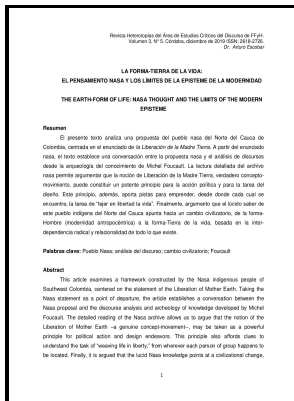 Revista Heterotopías del Área de Estudios Críticos del Discurso de FFyH.
Volumen 3, N° 5. Córdoba, diciembre de 2019 ISSN: 2618-2726.
Dr. Arturo Escobar
LA FORMA-TIERRA DE LA VIDA:
EL PENSAMIENTO NASA Y LOS LÍMITES DE LA EPISTEME DE LA MODERNIDAD
THE EARTH-FORM OF LIFE: NASA THOUGHT AND THE LIMITS OF THE MODERN
EPISTEME
Resumen
El presente texto analiza una propuesta del pueblo nasa del Norte del Cauca de
Colombia, centrada en el enunciado de la Liberación de la Madre Tierra. A partir del enunciado
nasa, el texto establece una conversación entre la propuesta nasa y el análisis de discursos
desde la arqueología del conocimiento de Michel Foucault. La lectura detallada del archivo
nasa permite argumentar que la noción de Liberación de la Madre Tierra, verdadero concepto-
movimiento, puede constituir un potente principio para la acción política y para la tarea del
diseño. Este principio, además, aporta pistas para emprender, desde donde cada cual se
encuentra, la tarea de "tejer en libertad la vida". Finalmente, argumento que el lúcido saber de
este pueblo indígena del Norte del Cauca apunta hacia un cambio civilizatorio, de la forma-
Hombre (modernidad antropocéntrica) a la forma-Tierra de la vida, basada en la inter-
dependencia radical y relacionalidad de todo lo que existe.
Palabras clave: Pueblo Nasa; análisis del discurso; cambio civilizatorio; Foucault
Abstract
This article examines a framework constructed by the Nasa indigenous people of
Southwest Colombia, centered on the statement of the Liberation of Mother Earth. Taking the
Nasa statement as a point of departure, the article establishes a conversation between the
Nasa proposal and the discourse analysis and archeology of knowledge developed by Michel
Foucault. The detailed reading of the Nasa archive allows us to argue that the notion of the
Liberation of Mother Earth –a genuine concept-movement–, may be taken as a powerful
principle for political action and design endeavors. This principle also affords clues to
understand the task of "weaving life in liberty," from wherever each person of group happens to
be located. Finally, it is argued that the lucid Nasa knowledge points at a civilizational change,
1